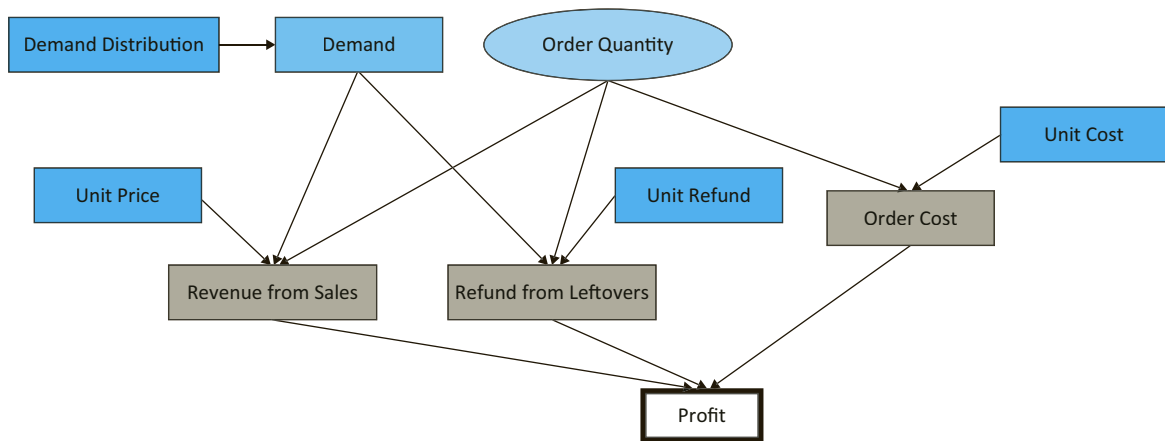 Demand Distribution
Demand
Order Quantity
Unit Cost
Unit Price
Unit Refund
Order Cost
Revenue from Sales
Refund from Leftovers
Profit